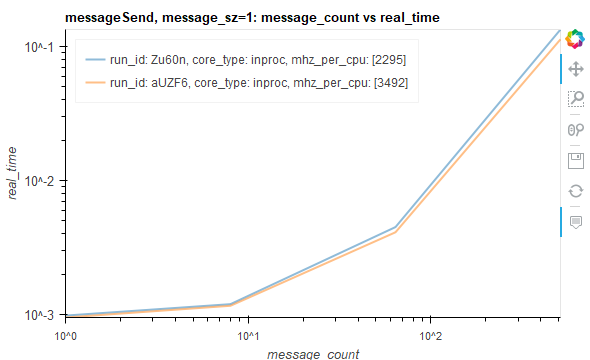 messageSend, message_sz=1: message_count vs real_time
run_id: Zu60n, core_type: inproc, mhz_per_cpu: [2295]
run_id: aUZF6, core_type: inproc, mhz_per_cpu: [3492]
10^-1
10^-2
10^-3
real_time
10^0
10^1
10^2
message_count